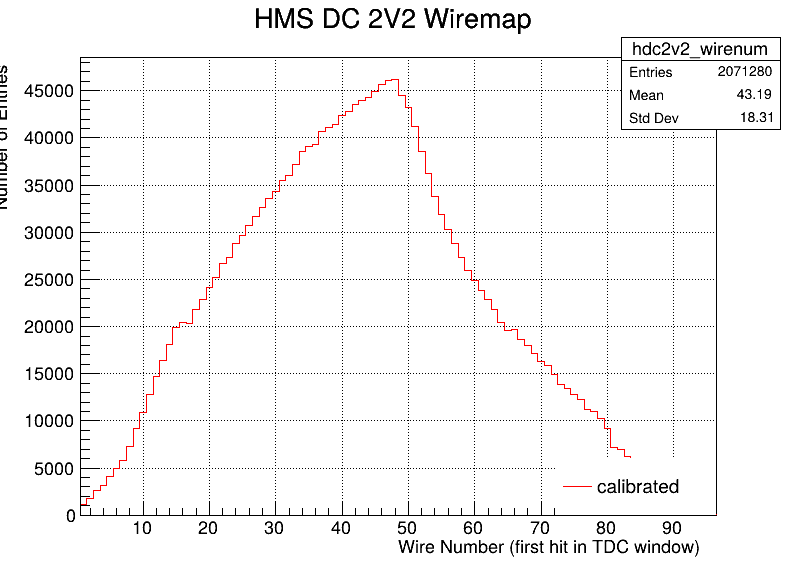 HMS DC 2V2 Wiremap
hdc2v2_wirenum
Entries 2071280
Mean 43.19
Std Dev 18.31
Number of Entries
45000
40000
35000
30000
25000
20000
15000
10000
5000
0
calibrated
10 20 30 40 50 60 70 80 90
Wire Number (first hit in TDC window)